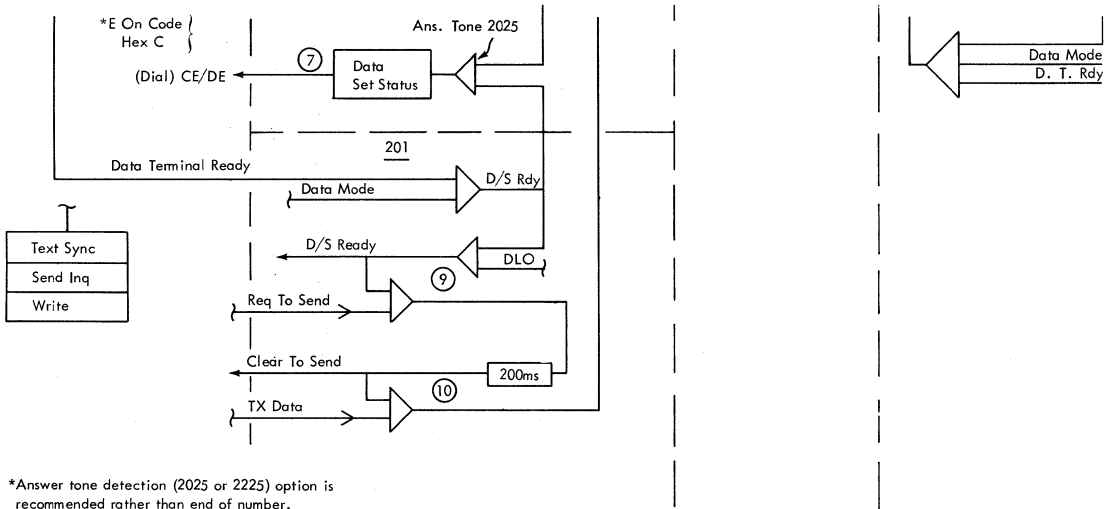 *E On Code
Hex C
Ans. Tone 2025
7
Data
Set Status
(Dial) CE/DE
Data Mode
D. T. Rdy
201
Data Terminal Ready
D/S Rdy
Data Mode
Text Sync
Send Inq
Write
D/S Ready
DLO
9
Req To Send
Clear To Send
200ms
10
TX Data
*Answer tone detection (2025 or 2225) option is
recommended rather than end of number.